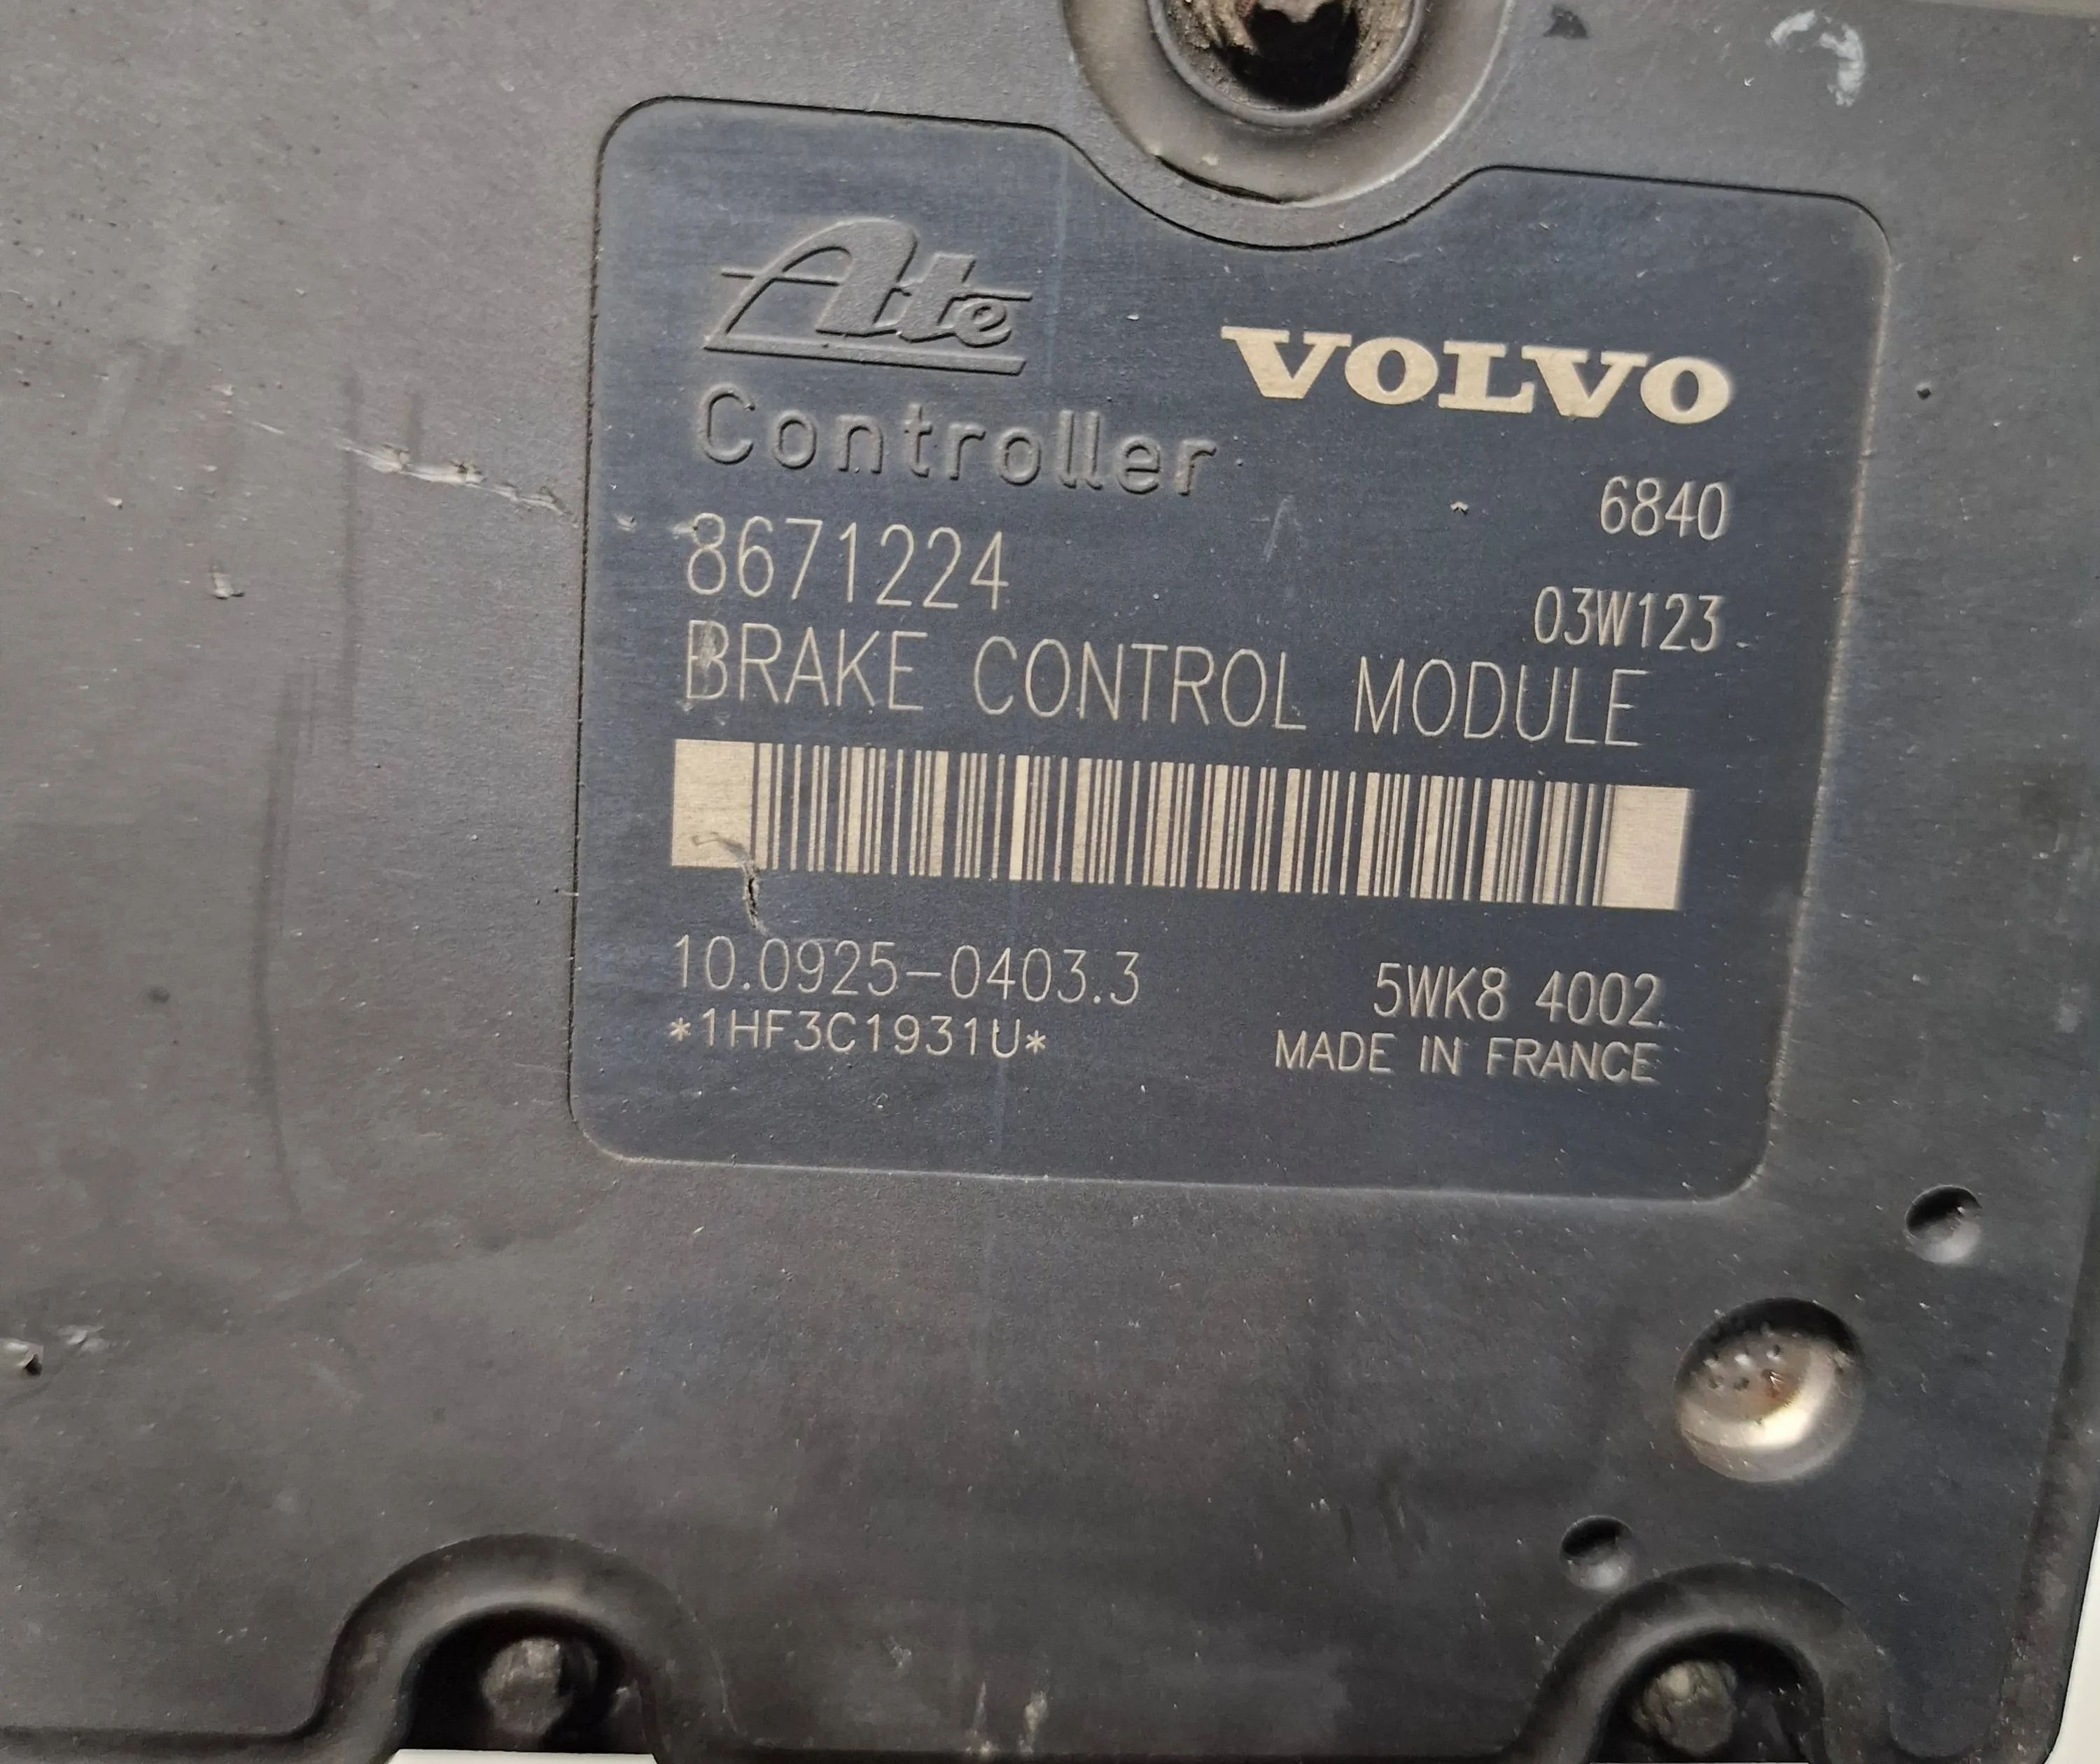 Ate
VOLVO
Controller
6840
8671224
03W123
BRAKE CONTROL MODULE
10.0925-0403.3
5WK8 4002
*1HF3C1931U*
MADE IN FRANCE